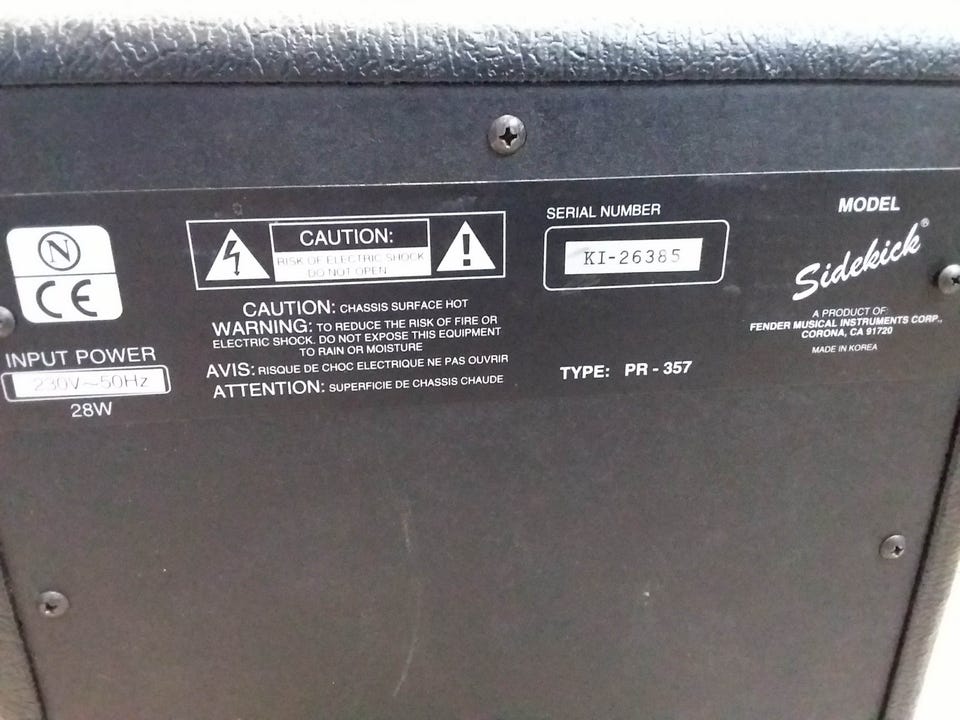 N
CE
INPUT POWER
230V~50Hz
28W
CAUTION:
RISK OF ELECTRIC SHOCK
DO NOT OPEN
CAUTION: CHASSIS SURFACE HOT
WARNING: TO REDUCE THE RISK OF FIRE OR
ELECTRIC SHOCK. DO NOT EXPOSE THIS EQUIPMENT
TO RAIN OR MOISTURE
AVIS: RISQUE DE CHOC ELECTRIQUE NE PAS OUVRIR
ATTENTION: SUPERFICIE DE CHASSIS CHAUDE
SERIAL NUMBER
KI-26385
TYPE: PR - 357
MODEL
Sidekick®
A PRODUCT OF:
FENDER MUSICAL INSTRUMENTS CORP.,
CORONA, CA 91720
MADE IN KOREA